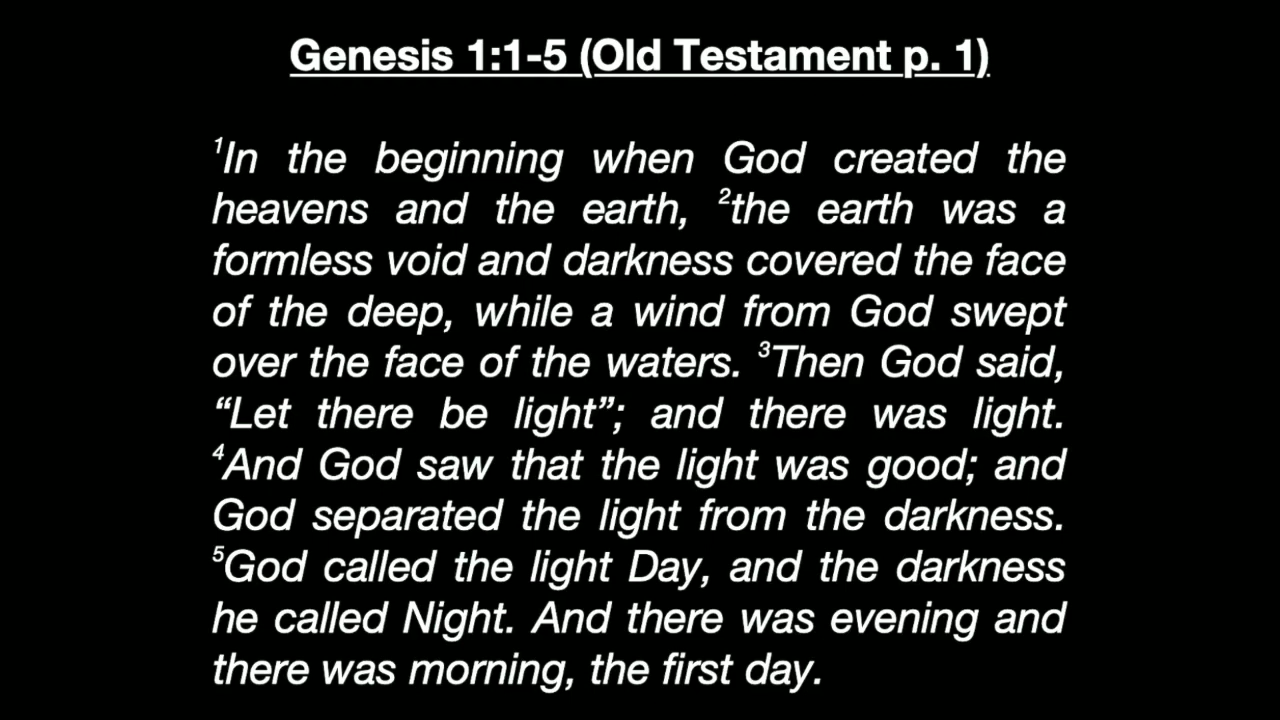 Genesis 1:1-5 (Old Testament p. 1)
¹In the beginning when God created the
heavens and the earth, ²the earth was a
formless void and darkness covered the face
of the deep, while a wind from God swept
over the face of the waters. ³Then God said,
“Let there be light”; and there was light.
⁴And God saw that the light was good; and
God separated the light from the darkness.
⁵God called the light Day, and the darkness
he called Night. And there was evening and
there was morning, the first day.